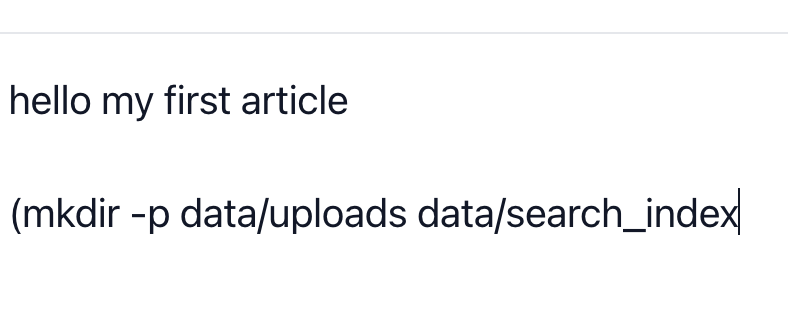 hello my first article
(mkdir -p data/uploads data/search_index